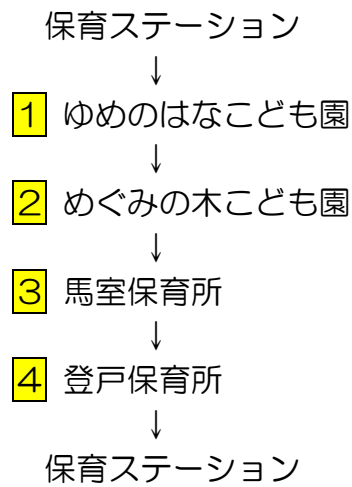 保育ステーション
↓
1 ゆめのはなこども園
↓
2 めぐみの木こども園
↓
3 馬室保育所
↓
4 登戸保育所
↓
保育ステーション